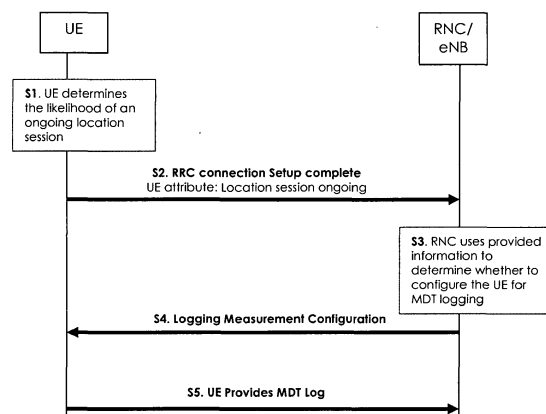 UE
RNC/
eNB
S1. UE determines
the likelihood of an
ongoing location
session
S2. RRC connection Setup complete
UE attribute: Location session ongoing
S3. RNC uses provided
information to
determine whether to
configure the UE for
MDT logging
S4. Logging Measurement Configuration
S5. UE Provides MDT Log